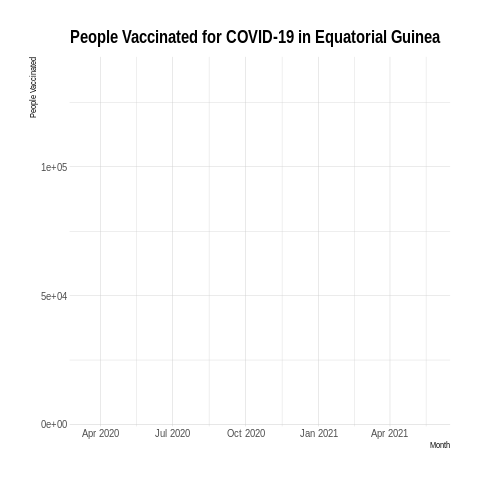 People Vaccinated for COVID-19 in Equatorial Guinea
People Vaccinated
1e+05
5e+04
0e+00
Apr 2020
Jul 2020
Oct 2020
Jan 2021
Apr 2021
Month